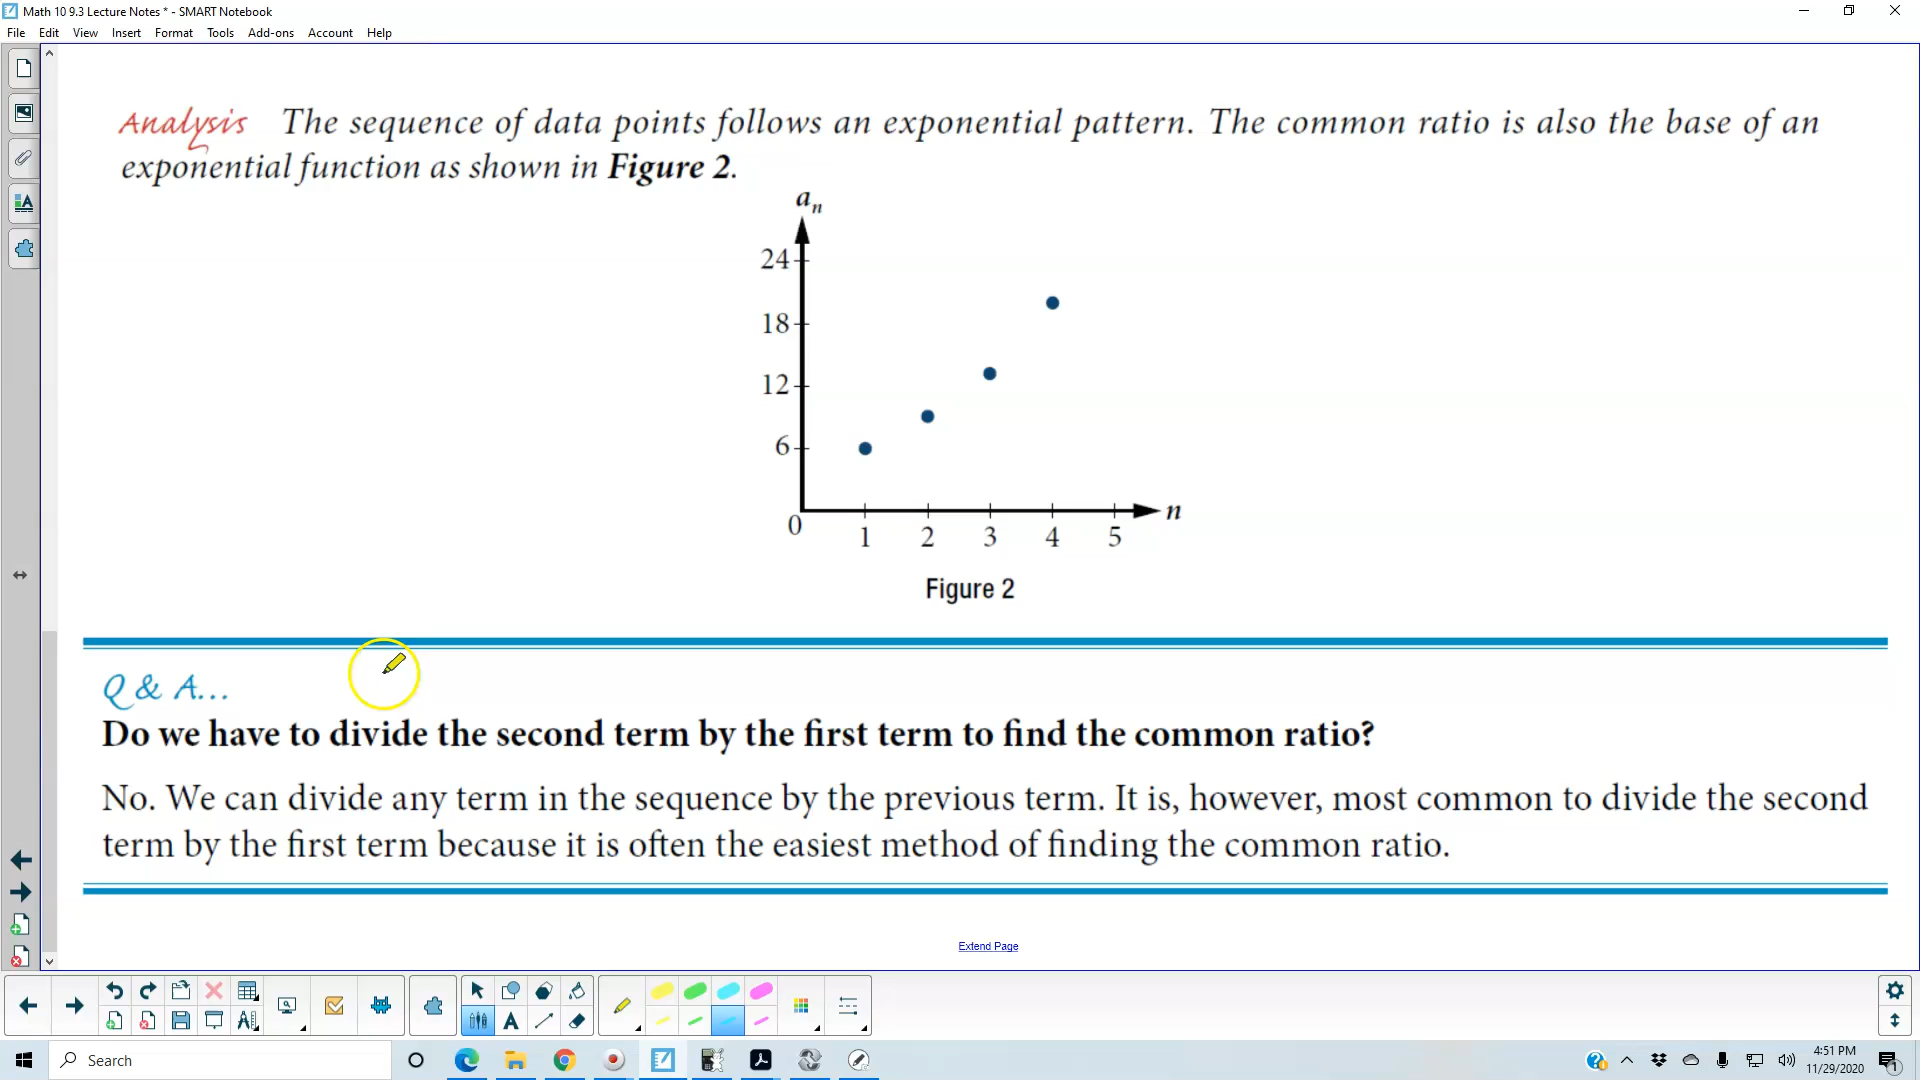 Math 10 9.3 Lecture Notes * - SMART Notebook
File Edit View Insert Format Tools Add-ons Account Help
Analysis The sequence of data points follows an exponential pattern. The common ratio is also the base of an
exponential function as shown in Figure 2.
an
24
18
12
6
0
1 2 3 4 5
n
Figure 2
Q & A...
Do we have to divide the second term by the first term to find the common ratio?
No. We can divide any term in the sequence by the previous term. It is, however, most common to divide the second
term by the first term because it is often the easiest method of finding the common ratio.
Extend Page
Search
4:51 PM
11/29/2020
1